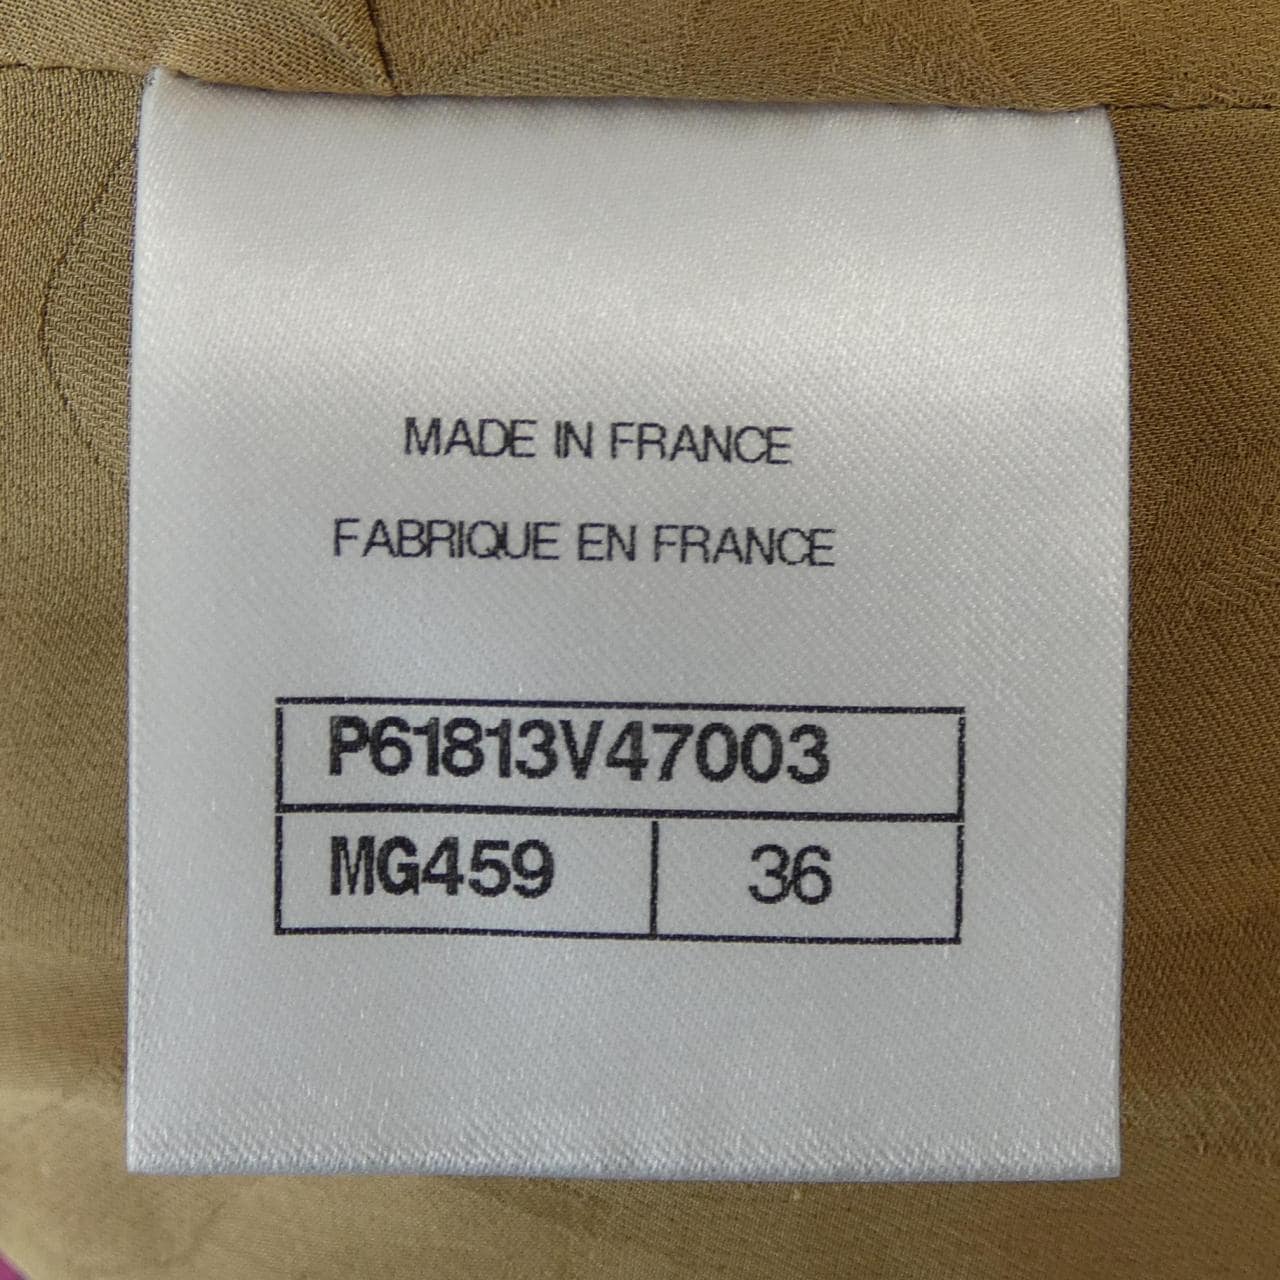 MADE IN FRANCE
FABRIQUE EN FRANCE
P61813V47003
MG459 36